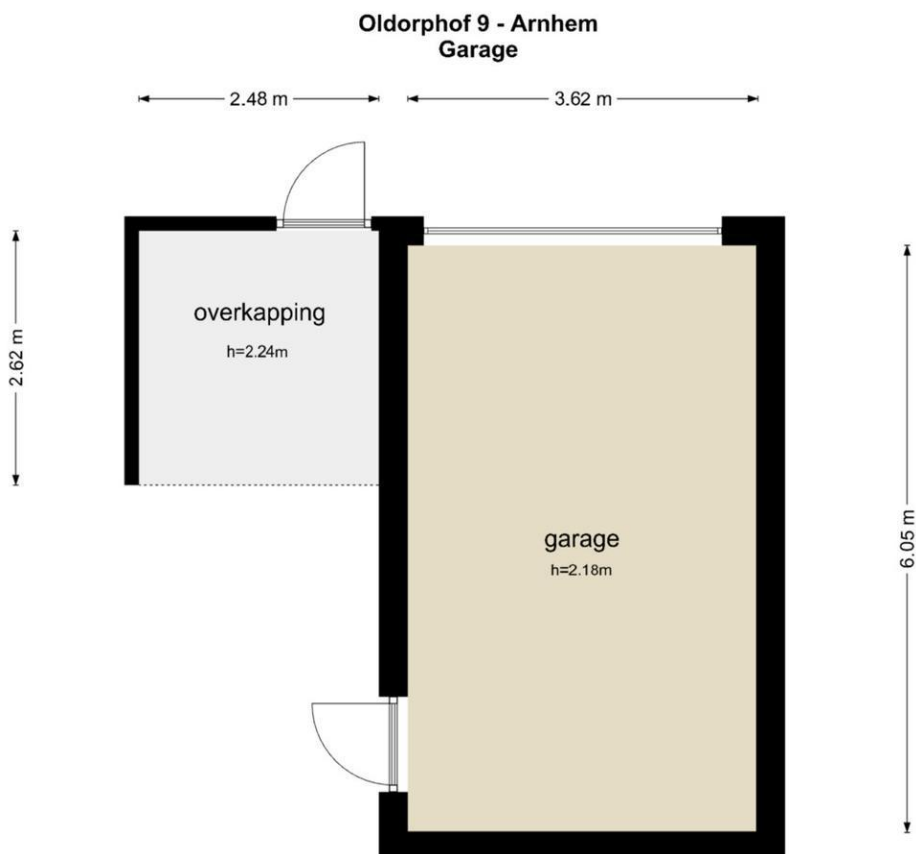 Oldorphof 9 - Arnhem
Garage
2.48 m
3.62 m
overkapping
h=2.24m
2.62 m
garage
h=2.18m
6.05 m